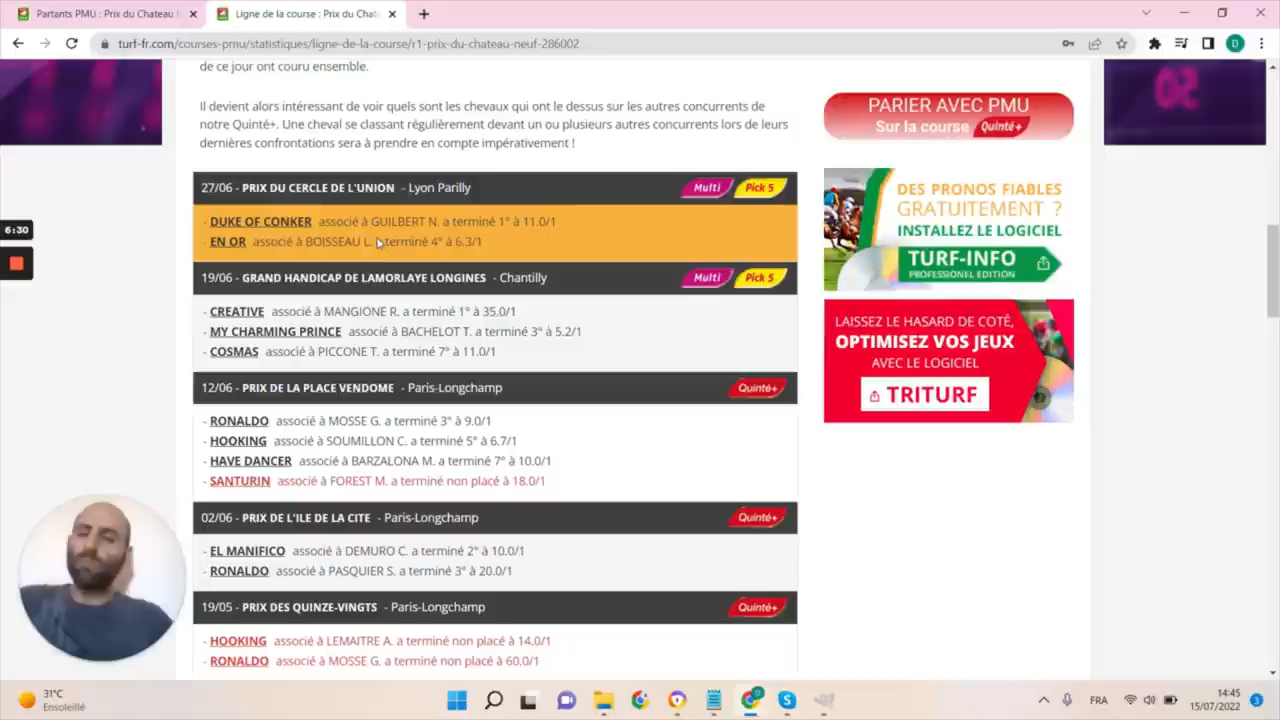 Partants PMU : Prix du Chateau
Ligne de la course : Prix du Chat
turf-fr.com/courses-pmu/statistiques/ligne-de-la-course/r1-prix-du-chateau-neuf-286002
D
de ce jour ont couru ensemble.
Il devient alors intéressant de voir quels sont les chevaux qui ont le dessus sur les autres concurrents de
notre Quinté+. Une cheval se classant régulièrement devant un ou plusieurs autres concurrents lors de leurs
dernières confrontations sera à prendre en compte impérativement !
27/06 - PRIX DU CERCLE DE L'UNION - Lyon Parilly Multi Pick 5
- DUKE OF CONKER associé à GUILBERT N. a terminé 1° à 11.0/1
- EN OR associé à BOISSEAU L. a terminé 4° à 6.3/1
19/06 - GRAND HANDICAP DE LAMORLAYE LONGINES - Chantilly Multi Pick 5
- CREATIVE associé à MANGIONE R. a terminé 1° à 35.0/1
- MY CHARMING PRINCE associé à BACHELOT T. a terminé 3° à 5.2/1
- COSMAS associé à PICCONE T. a terminé 7° à 11.0/1
12/06 - PRIX DE LA PLACE VENDOME - Paris-Longchamp Quinté+
- RONALDO associé à MOSSE G. a terminé 3° à 9.0/1
- HOOKING associé à SOUMILLON C. a terminé 5° à 6.7/1
- HAVE DANCER associé à BARZALONA M. a terminé 7° à 10.0/1
- SANTURIN associé à FOREST M. a terminé non placé à 18.0/1
02/06 - PRIX DE L'ILE DE LA CITE - Paris-Longchamp Quinté+
- EL MANIFICO associé à DEMURO C. a terminé 2° à 10.0/1
- RONALDO associé à PASQUIER S. a terminé 3° à 20.0/1
19/05 - PRIX DES QUINZE-VINGTS - Paris-Longchamp Quinté+
- HOOKING associé à LEMAITRE A. a terminé non placé à 14.0/1
- RONALDO associé à MOSSE G. a terminé non placé à 60.0/1
PARIER AVEC PMU
Sur la course Quinté+
DES PRONOS FIABLES
GRATUITEMENT ?
INSTALLEZ LE LOGICIEL
TURF-INFO
PROFESSIONEL EDITION
LAISSEZ LE HASARD DE COTÉ,
OPTIMISEZ VOS JEUX
AVEC LE LOGICIEL
TRITURF
02
6:30
31°C
Ensoleillé
FRA
14:45
15/07/2022
3